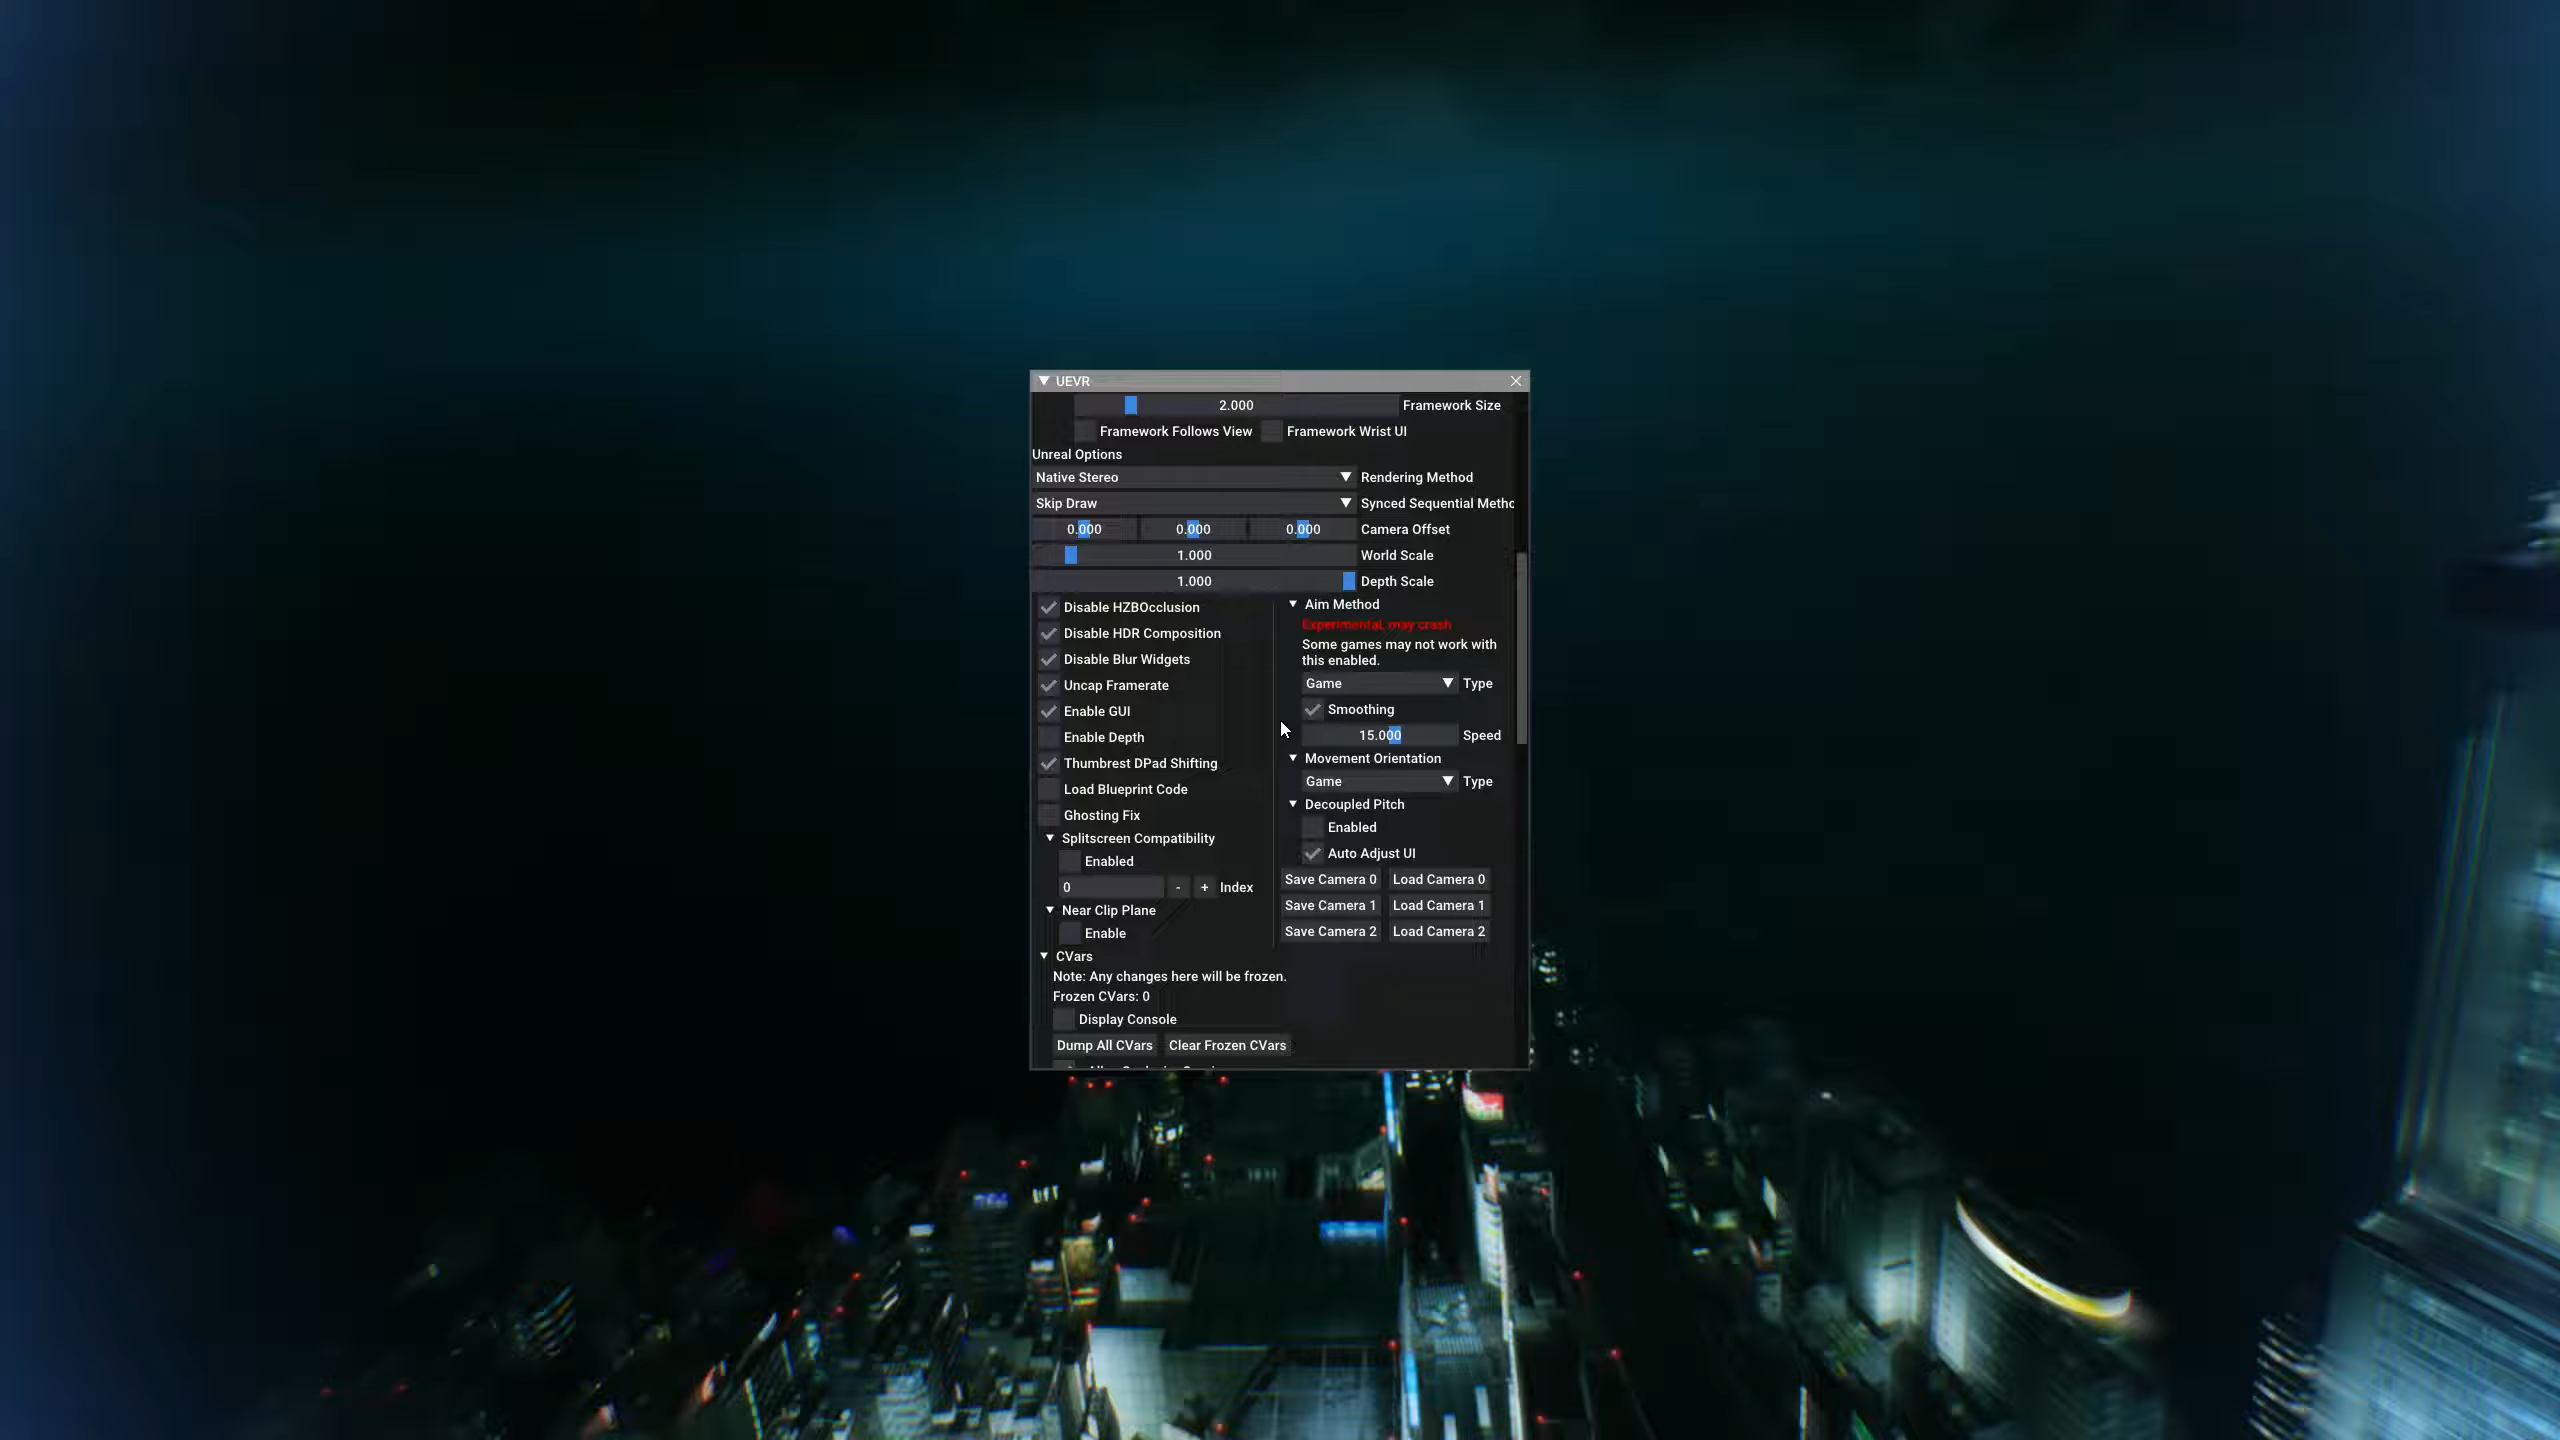 UEVR
2.000 Framework Size
Framework Follows View Framework Wrist UI
Unreal Options
Native Stereo Rendering Method
Skip Draw Synced Sequential Metho
0.000 0.000 0.000 Camera Offset
1.000 World Scale
1.000 Depth Scale
Disable HZBOcclusion
Disable HDR Composition
Disable Blur Widgets
Uncap Framerate
Enable GUI
Enable Depth
Thumbrest DPad Shifting
Load Blueprint Code
Ghosting Fix
Splitscreen Compatibility
Enabled
0 - + Index
Near Clip Plane
Enable
Aim Method
Experimental, may crash
Some games may not work with
this enabled.
Game Type
Smoothing
15.000 Speed
Movement Orientation
Game Type
Decoupled Pitch
Enabled
Auto Adjust UI
Save Camera 0 Load Camera 0
Save Camera 1 Load Camera 1
Save Camera 2 Load Camera 2
CVars
Note: Any changes here will be frozen.
Frozen CVars: 0
Display Console
Dump All CVars Clear Frozen CVars